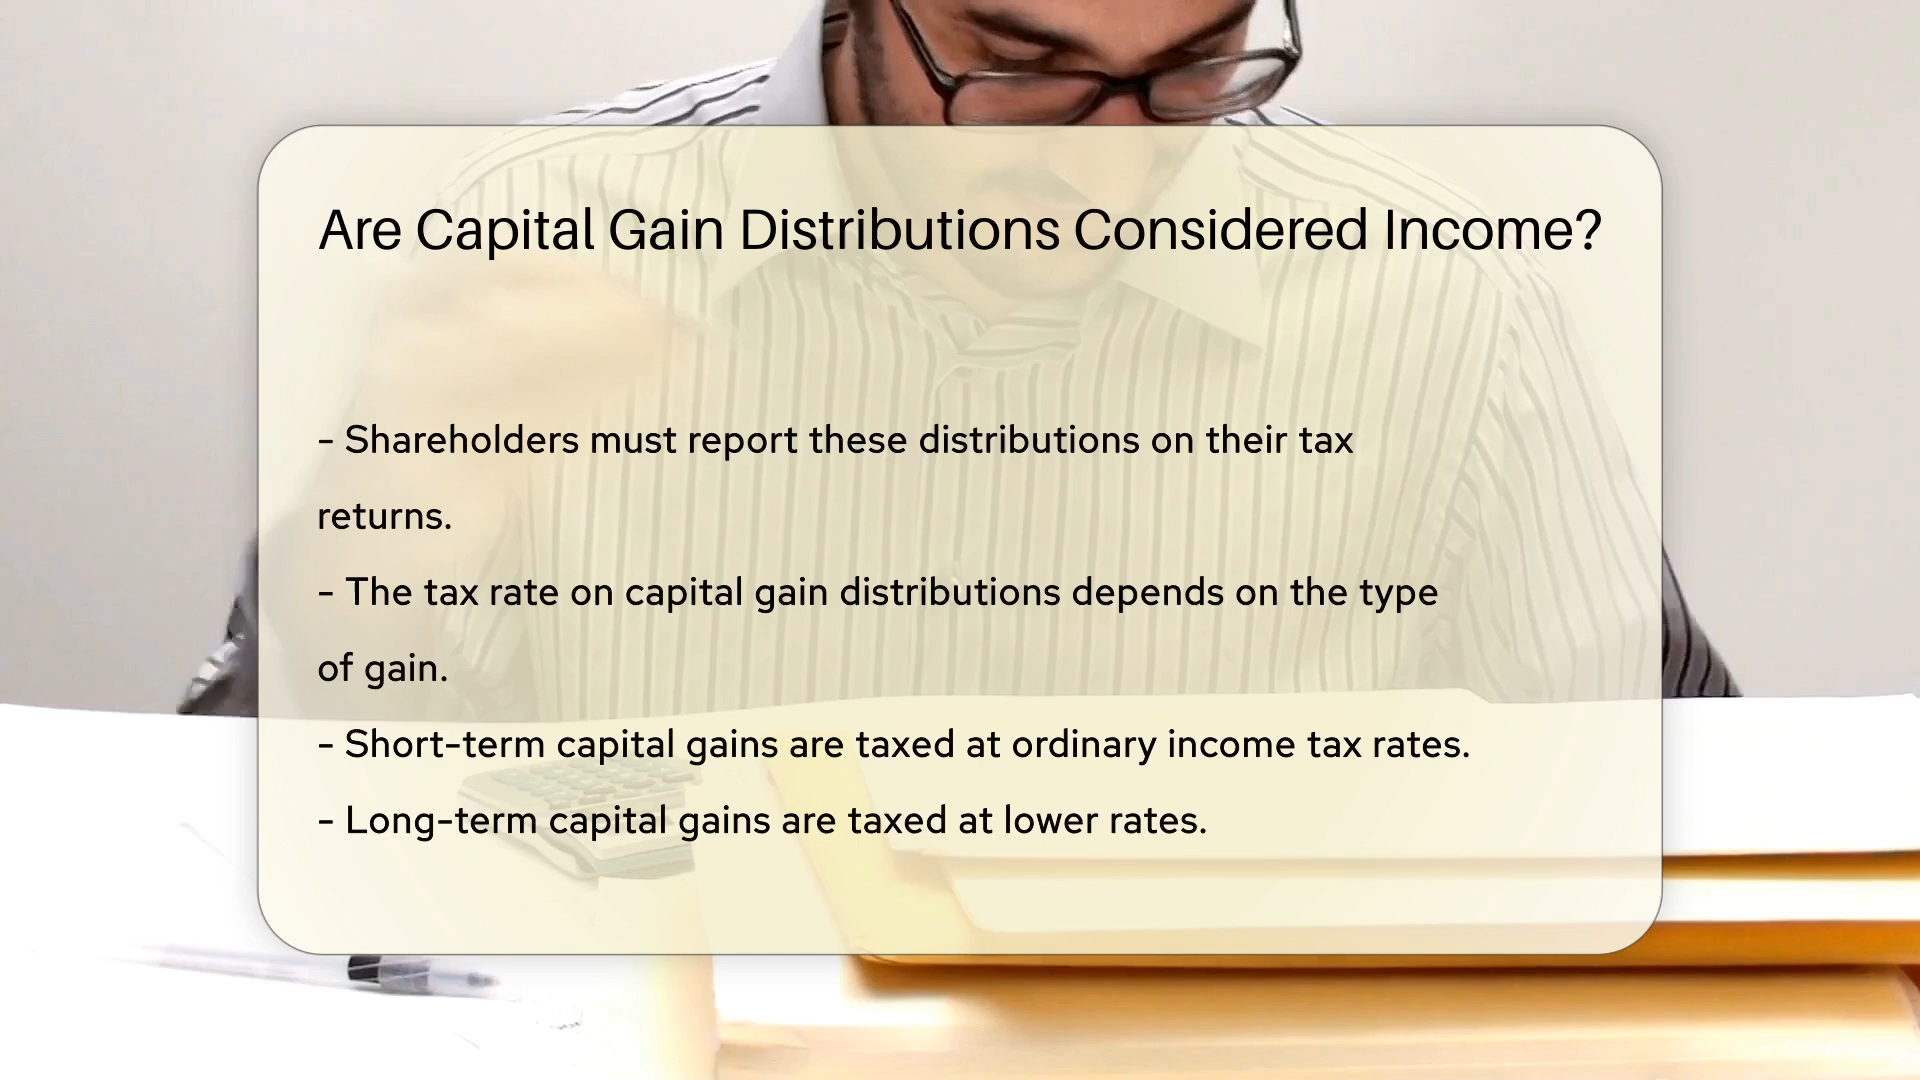 Are Capital Gain Distributions Considered Income?
- Shareholders must report these distributions on their tax
returns.
- The tax rate on capital gain distributions depends on the type
of gain.
- Short-term capital gains are taxed at ordinary income tax rates.
- Long-term capital gains are taxed at lower rates.